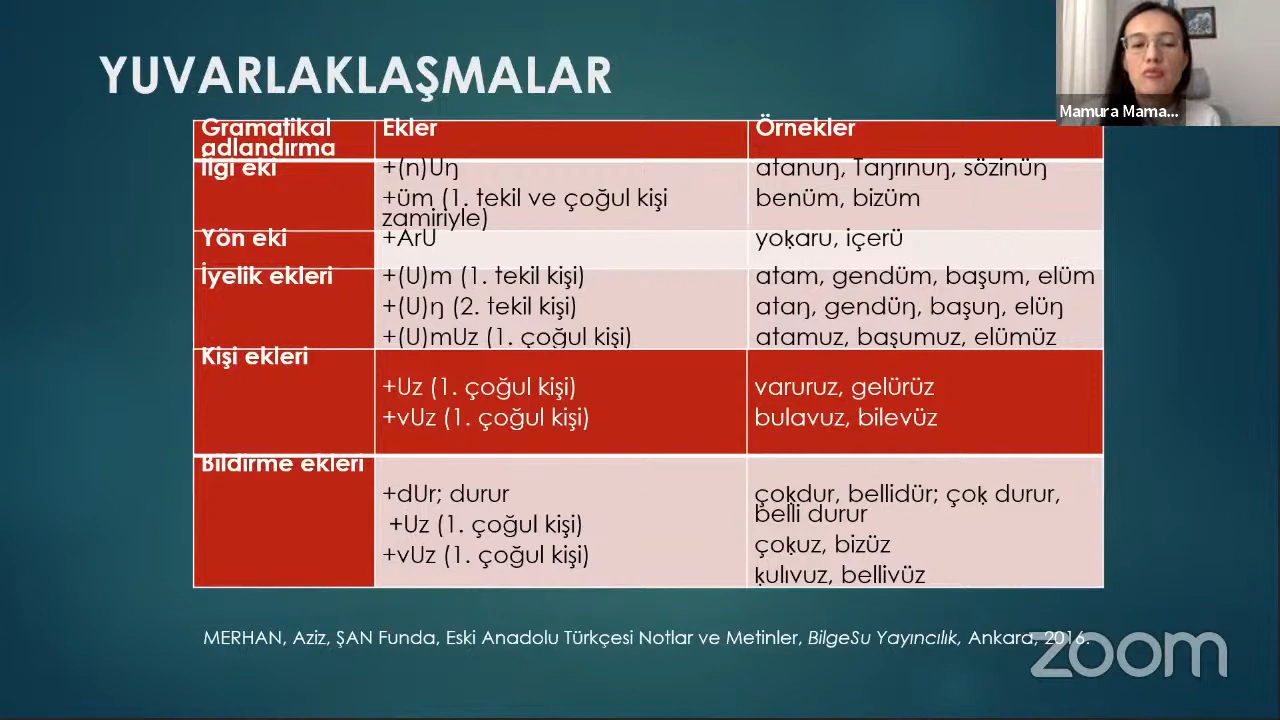 YUVARLAKLAŞMALAR
Mamura Mama...
Gramatikal
adlandırma
Ekler
Örnekler
İlgi eki
+(n)Uŋ
atanuŋ, Taŋrınuŋ, sözinüŋ
+üm (1. tekil ve çoğul kişi
zamiriyle)
benüm, bizüm
Yön eki
+ArU
yoḳaru, içerü
İyelik ekleri
+(U)m (1. tekil kişi)
atam, gendüm, başum, elüm
+(U)ŋ (2. tekil kişi)
ataŋ, gendüŋ, başuŋ, elüŋ
+(U)mUz (1. çoğul kişi)
atamuz, başumuz, elümüz
Kişi ekleri
+Uz (1. çoğul kişi)
varuruz, gelürüz
+vUz (1. çoğul kişi)
bulavuz, bilevüz
Bildirme ekleri
+dUr; durur
çoḳdur, bellidür; çoḳ durur,
belli durur
+Uz (1. çoğul kişi)
çoḳuz, bizüz
+vUz (1. çoğul kişi)
ḳulıvuz, bellivüz
MERHAN, Aziz, ŞAN Funda, Eski Anadolu Türkçesi Notlar ve Metinler, BilgeSu Yayıncılık, Ankara, 2016.
zoom